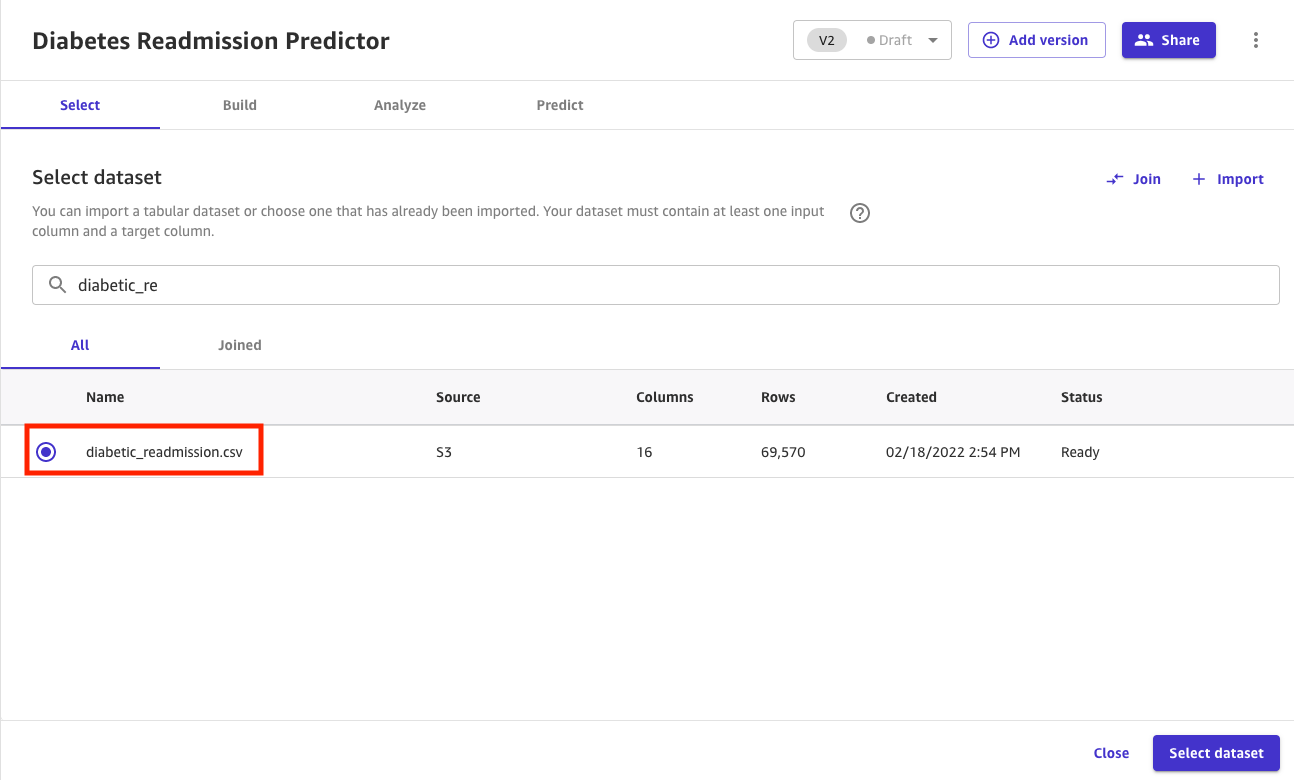 Diabetes Readmission Predictor
V2 Draft
Add version
Share
Select Build Analyze Predict
Select dataset
Join
Import
You can import a tabular dataset or choose one that has already been imported. Your dataset must contain at least one input
column and a target column.
?
diabetic_re
All Joined
Name Source Columns Rows Created Status
diabetic_readmission.csv S3 16 69,570 02/18/2022 2:54 PM Ready
Close Select dataset